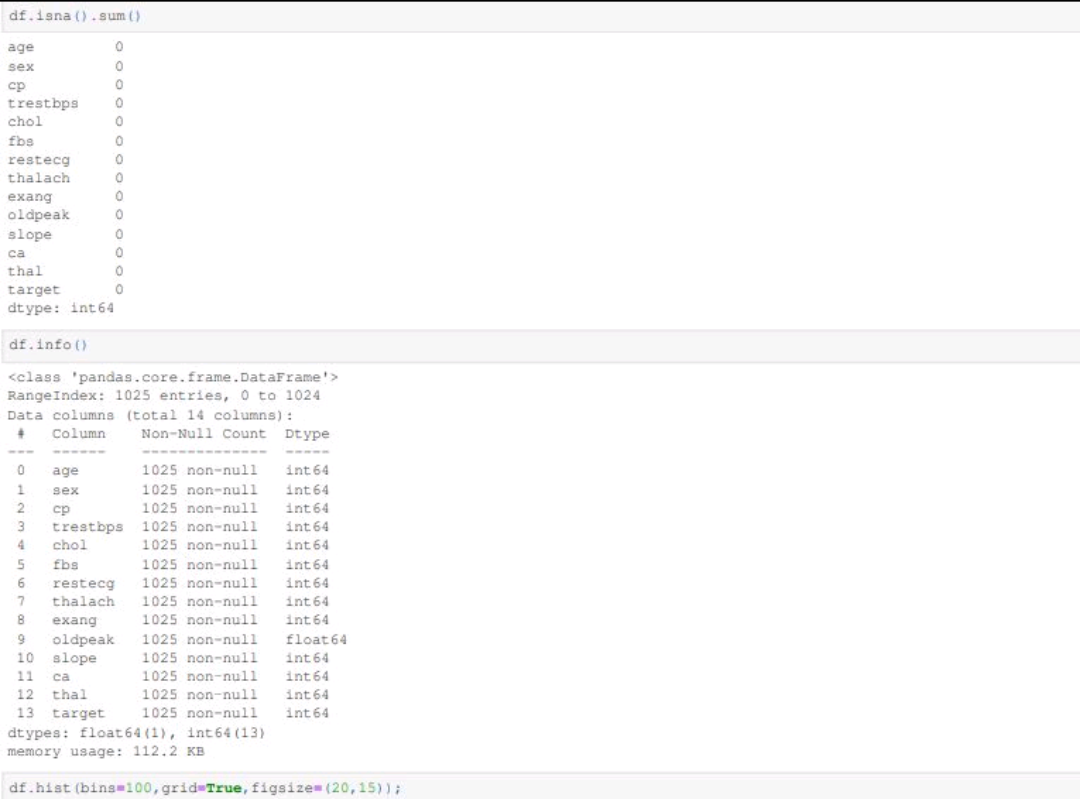 df.isna().sum()
age 0
sex 0
cp 0
trestbps 0
chol 0
fbs 0
restecg 0
thalach 0
exang 0
oldpeak 0
slope 0
ca 0
thal 0
target 0
dtype: int64
df.info()
<class 'pandas.core.frame.DataFrame'>
RangeIndex: 1025 entries, 0 to 1024
Data columns (total 14 columns):
# Column Non-Null Count Dtype
--- ------ -------------- -----
0 age 1025 non-null int64
1 sex 1025 non-null int64
2 cp 1025 non-null int64
3 trestbps 1025 non-null int64
4 chol 1025 non-null int64
5 fbs 1025 non-null int64
6 restecg 1025 non-null int64
7 thalach 1025 non-null int64
8 exang 1025 non-null int64
9 oldpeak 1025 non-null float64
10 slope 1025 non-null int64
11 ca 1025 non-null int64
12 thal 1025 non-null int64
13 target 1025 non-null int64
dtypes: float64(1), int64(13)
memory usage: 112.2 KB
df.hist(bins=100,grid=True,figsize=(20,15));